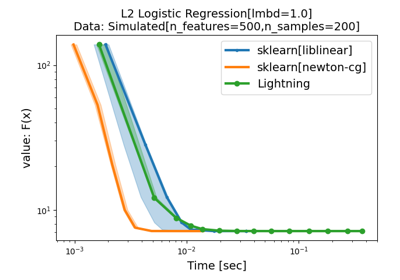 L2 Logistic Regression[lmbd=1.0]
Data: Simulated[n_features=500,n_samples=200]
sklearn[liblinear]
sklearn[newton-cg]
Lightning
value: F(x)
10²
10¹
10⁻³
10⁻²
10⁻¹
Time [sec]